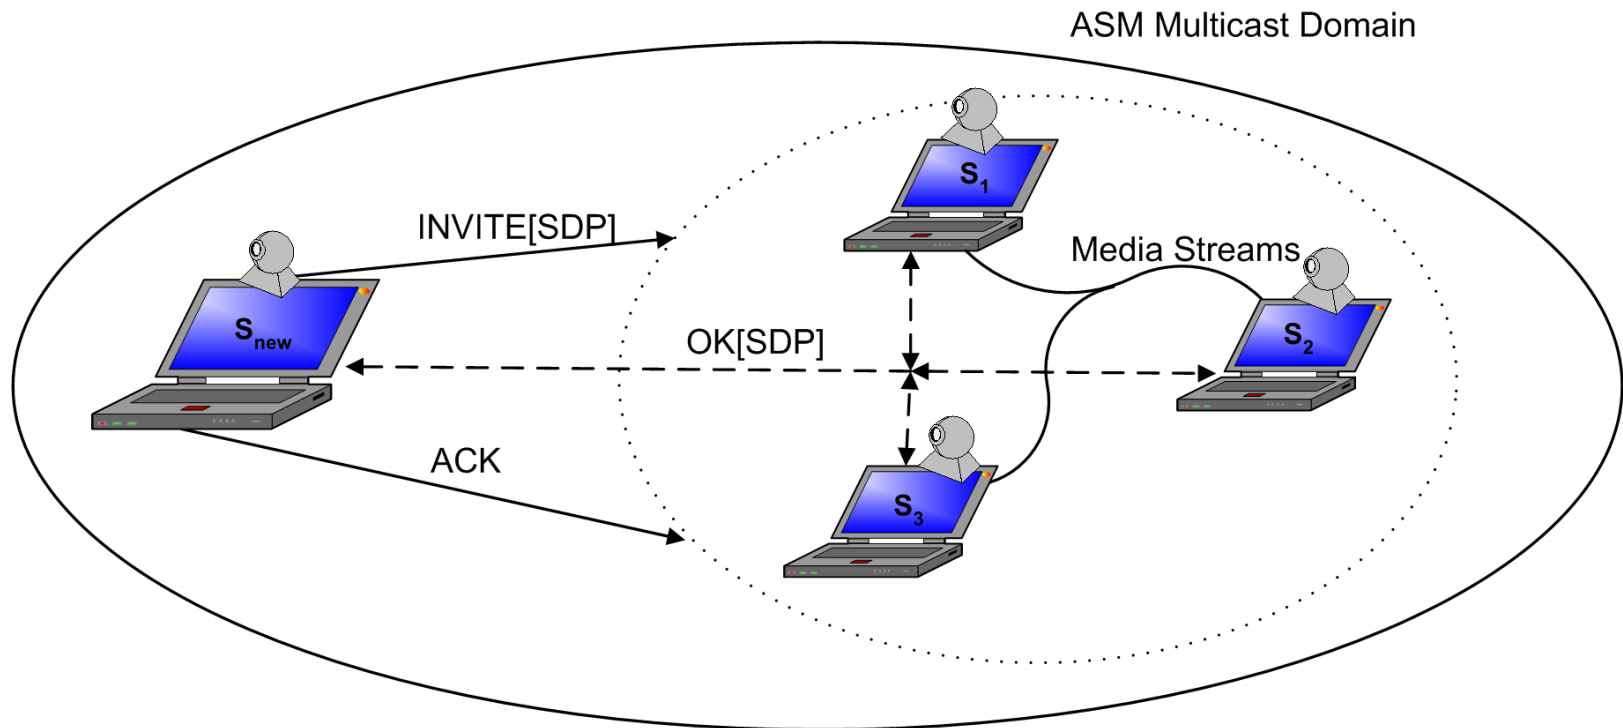 ASM Multicast Domain
S1
INVITE[SDP]
Media Streams
Snew
OK[SDP]
S2
ACK
S3